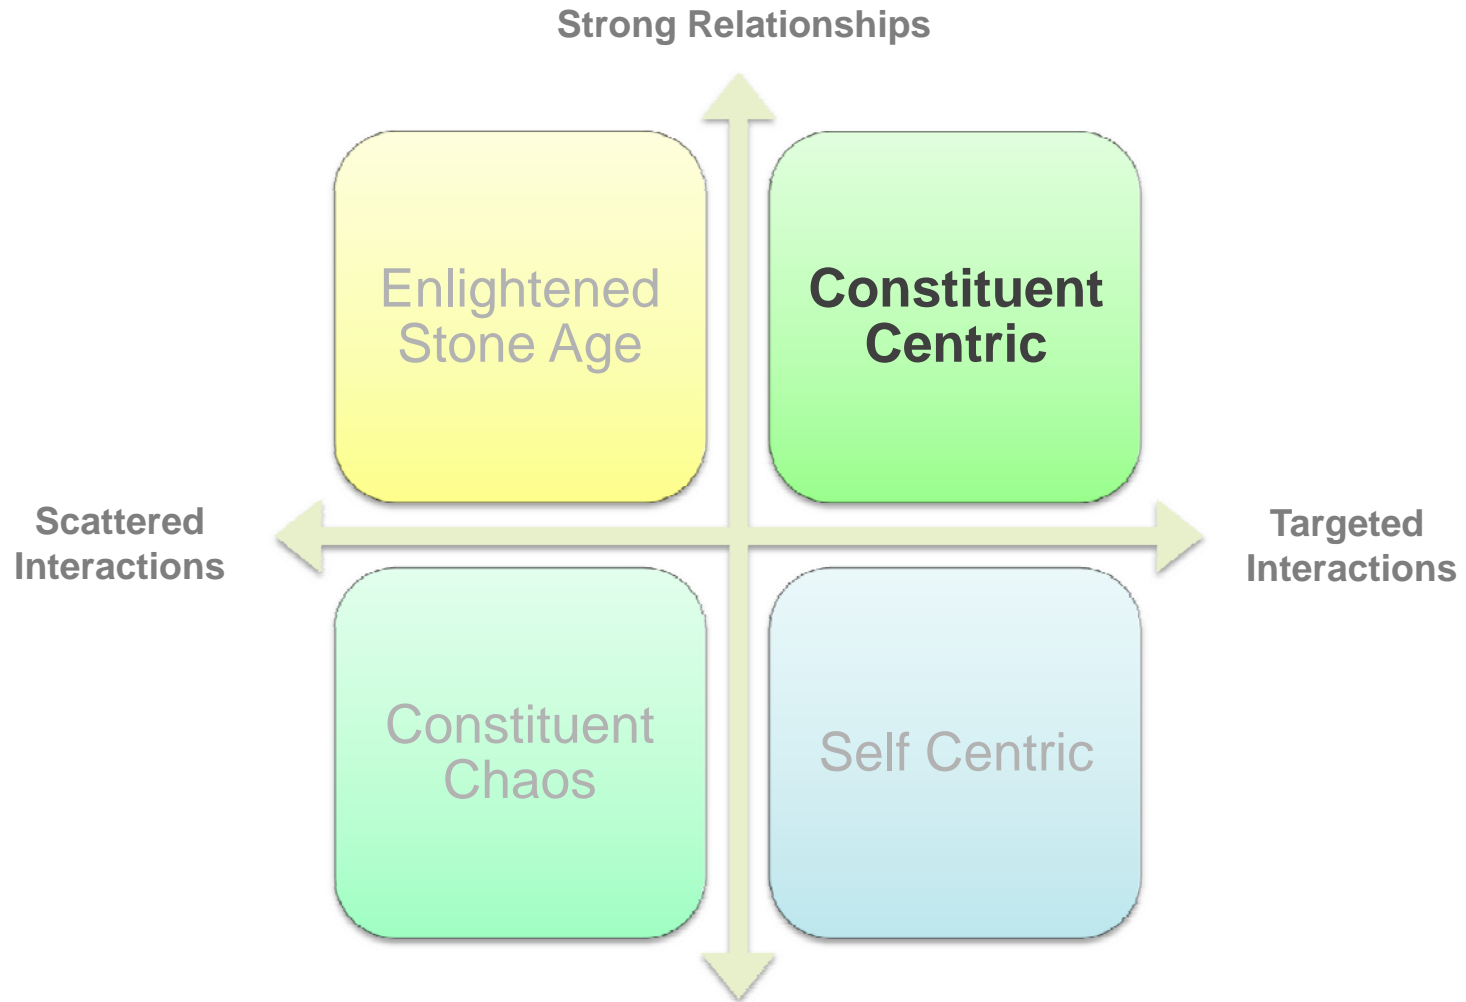 Strong Relationships
Enlightened
Stone Age
Constituent
Centric
Scattered
Interactions
Targeted
Interactions
Constituent
Chaos
Self Centric